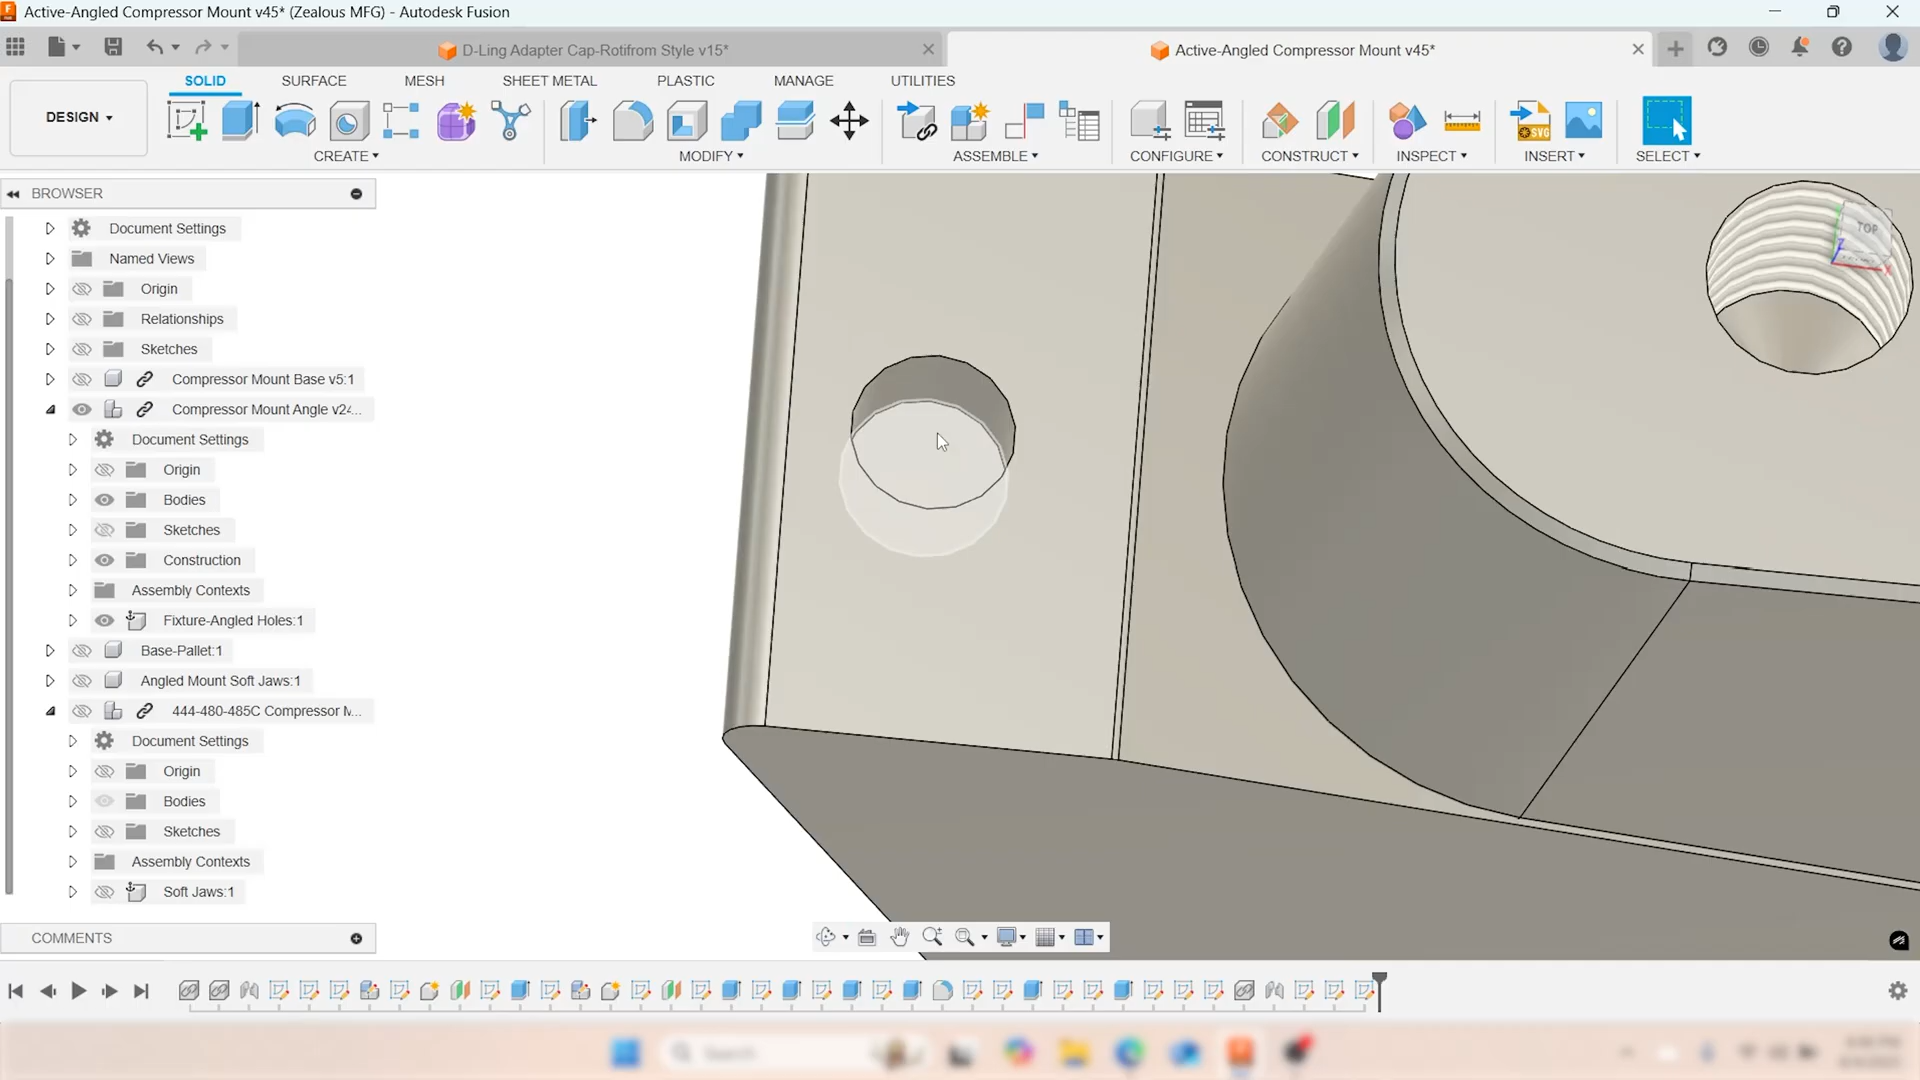 Active-Angled Compressor Mount v45* (Zealous MFG) - Autodesk Fusion
D-Ling Adapter Cap-Rotifrom Style v15*
Active-Angled Compressor Mount v45*
SOLID
SURFACE
MESH
SHEET METAL
PLASTIC
MANAGE
UTILITIES
DESIGN
CREATE
MODIFY
ASSEMBLE
CONFIGURE
CONSTRUCT
INSPECT
SVG
INSERT
SELECT
BROWSER
Document Settings
Named Views
Origin
Relationships
Sketches
Compressor Mount Base v5:1
Compressor Mount Angle v24...
Document Settings
Origin
Bodies
Sketches
Construction
Assembly Contexts
Fixture-Angled Holes:1
Base-Pallet:1
Angled Mount Soft Jaws:1
444-480-485C Compressor M...
Document Settings
Origin
Bodies
Sketches
Assembly Contexts
Soft Jaws:1
COMMENTS
TOP
Z
X
Search